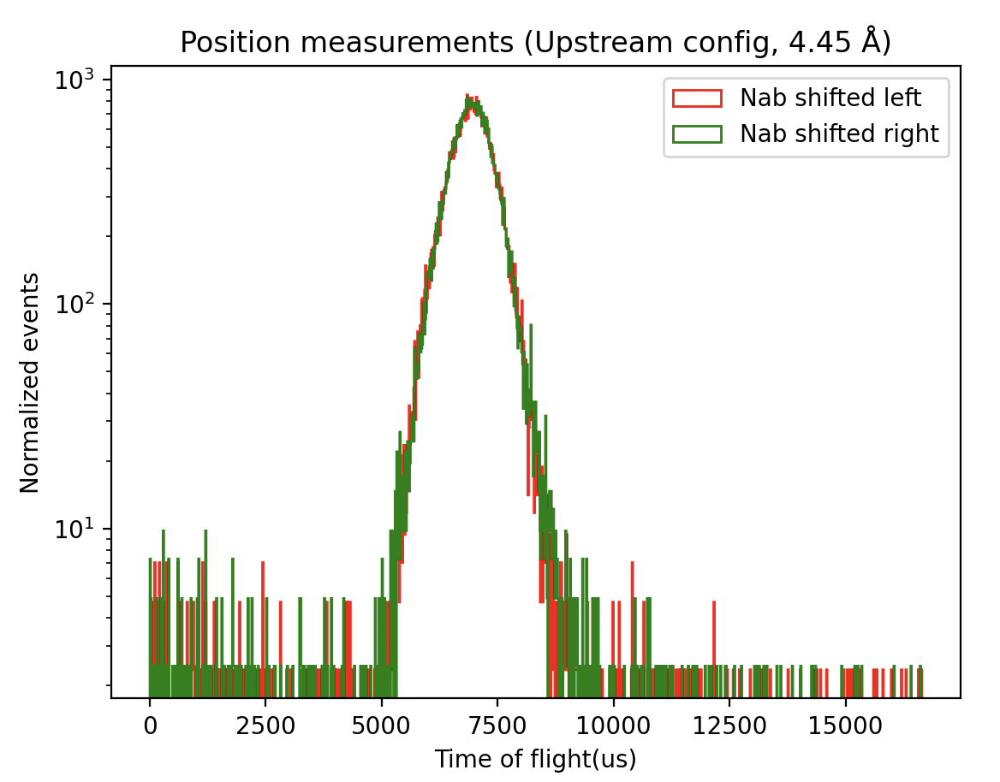 Position measurements (Upstream config, 4.45 Å)
Nab shifted left
Nab shifted right
Normalized events
10³
10²
10¹
0 2500 5000 7500 10000 12500 15000
Time of flight(us)